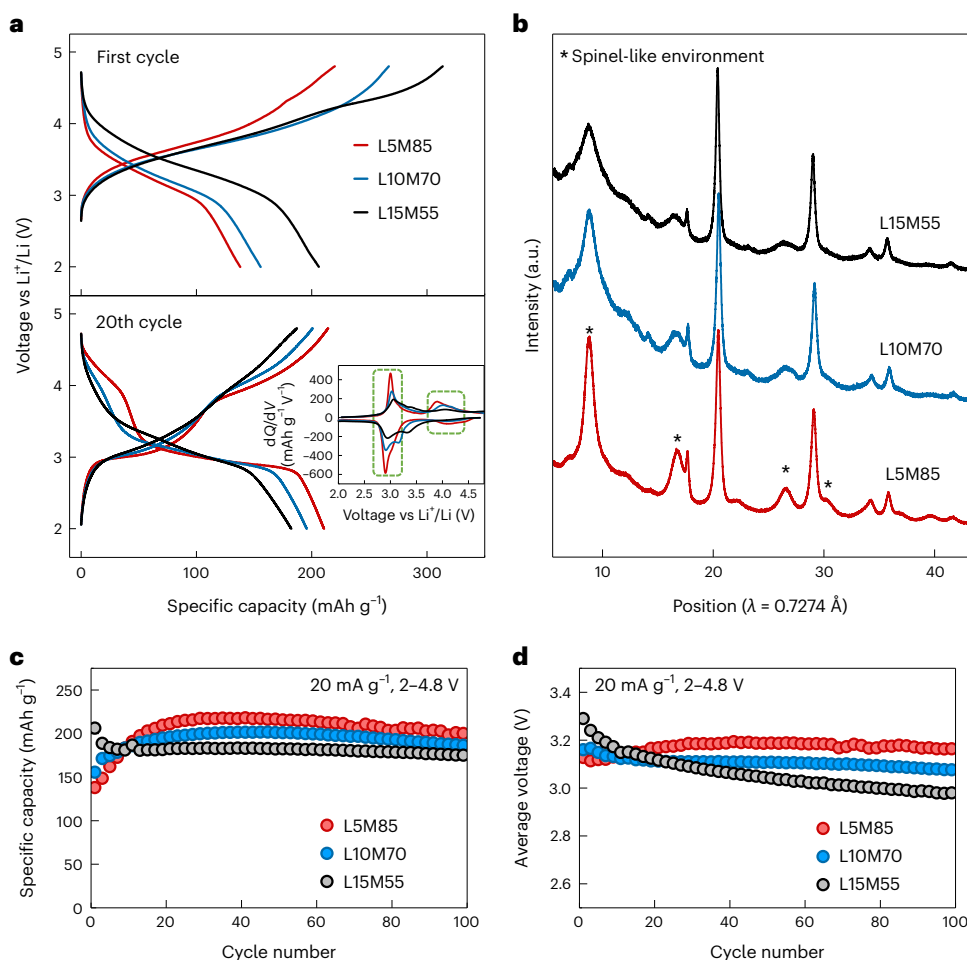 a
First cycle
5
4
3
2
L5M85
L10M70
L15M55
20th cycle
5
4
3
2
Voltage vs Li⁺/Li (V)
0
100
200
300
Specific capacity (mAh g⁻¹)
dQ/dV
(mAh g⁻¹ V⁻¹)
400
200
0
−200
−400
−600
2.0 3.0 4.0 4.5
Voltage vs Li⁺/Li (V)
b
* Spinel-like environment
L15M55
L10M70
L5M85
*
*
*
*
Intensity (a.u.)
10 20 30 40
Position (λ = 0.7274 Å)
c
20 mA g⁻¹, 2–4.8 V
250
200
150
100
50
0
Specific capacity (mAh g⁻¹)
L5M85
L10M70
L15M55
0 20 40 60 80 100
Cycle number
d
20 mA g⁻¹, 2–4.8 V
3.4
3.2
3.0
2.8
2.6
Average voltage (V)
L5M85
L10M70
L15M55
0 20 40 60 80 100
Cycle number